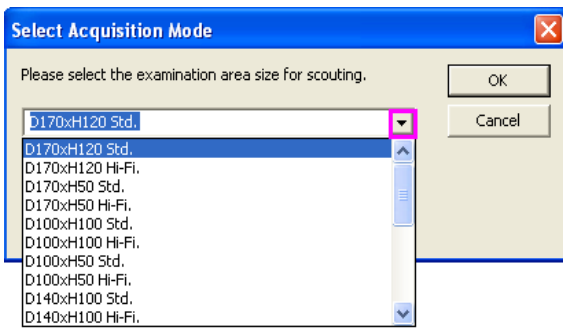 Select Acquisition Mode
Please select the examination area size for scouting.
OK
D170xH120 Std.
Cancel
D170xH120 Std.
D170xH120 Hi-Fi.
D170xH50 Std.
D170xH50 Hi-Fi.
D100xH100 Std.
D100xH100 Hi-Fi.
D100xH50 Std.
D100xH50 Hi-Fi.
D140xH100 Std.
D140xH100 Hi-Fi.